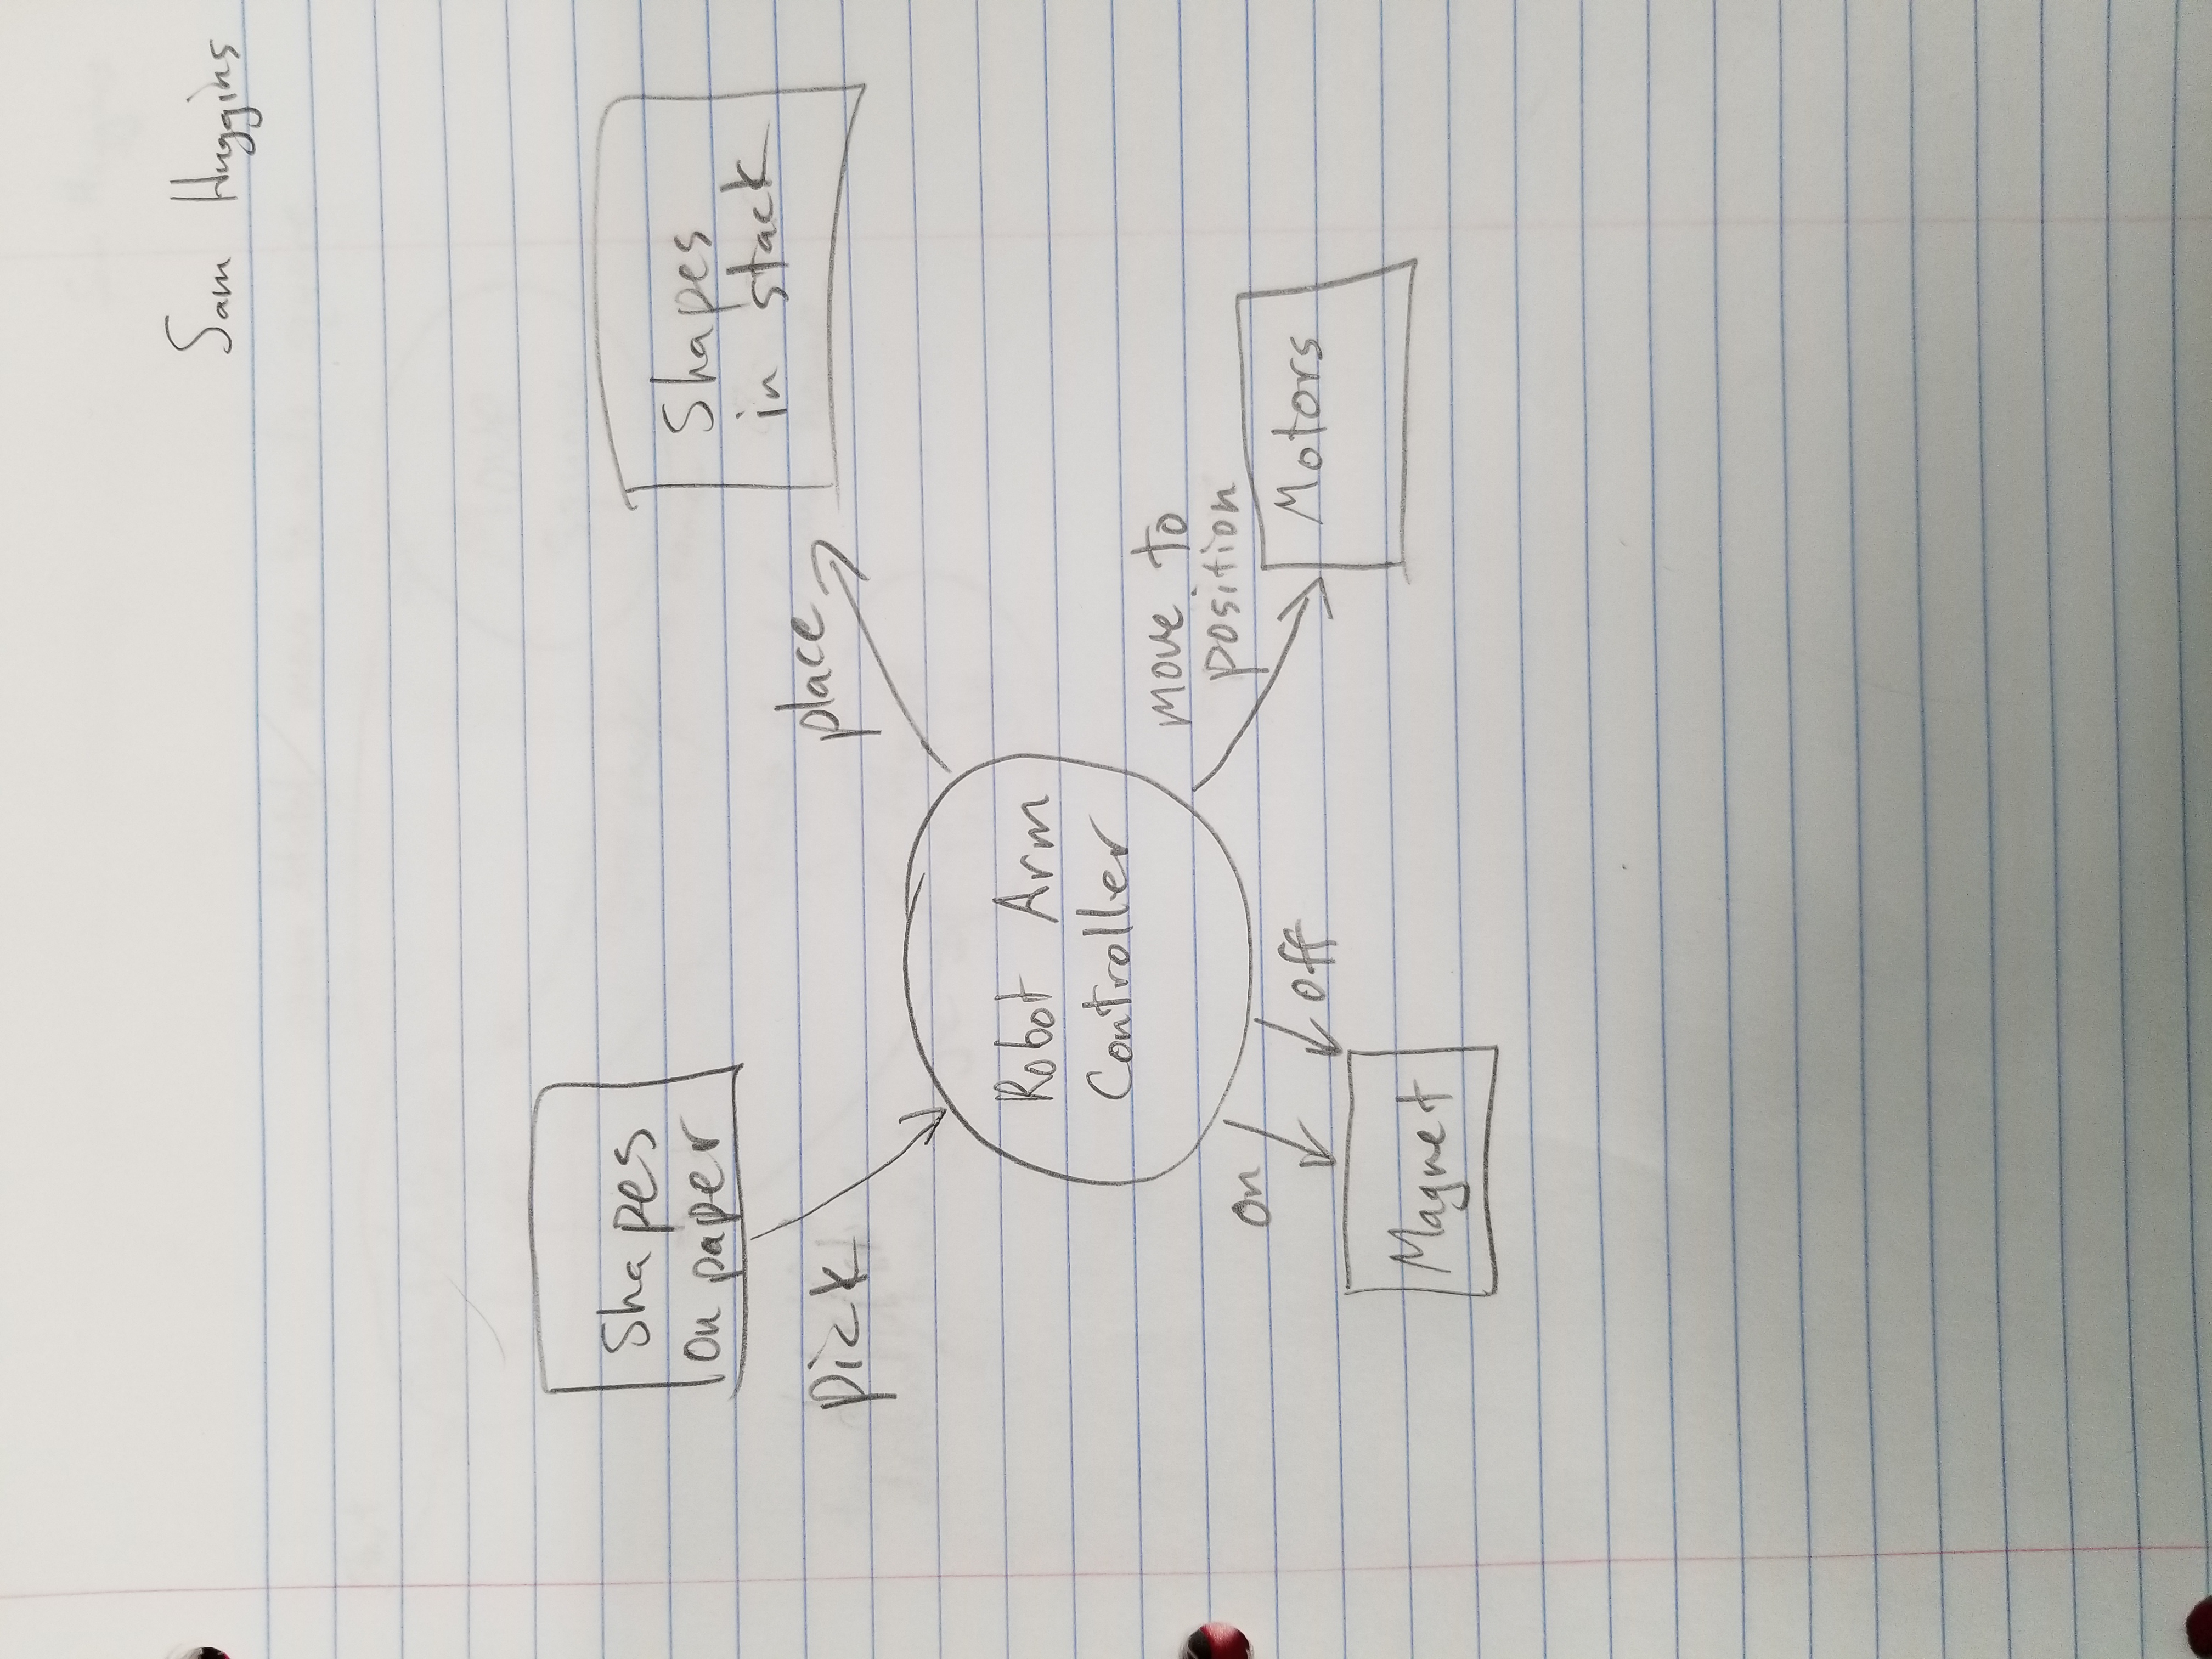 Sam Huggins
Shapes
on paper
Shapes
in stack
pick
place
Robot Arm
Controller
move to
position
on
off
Motors
Magnet